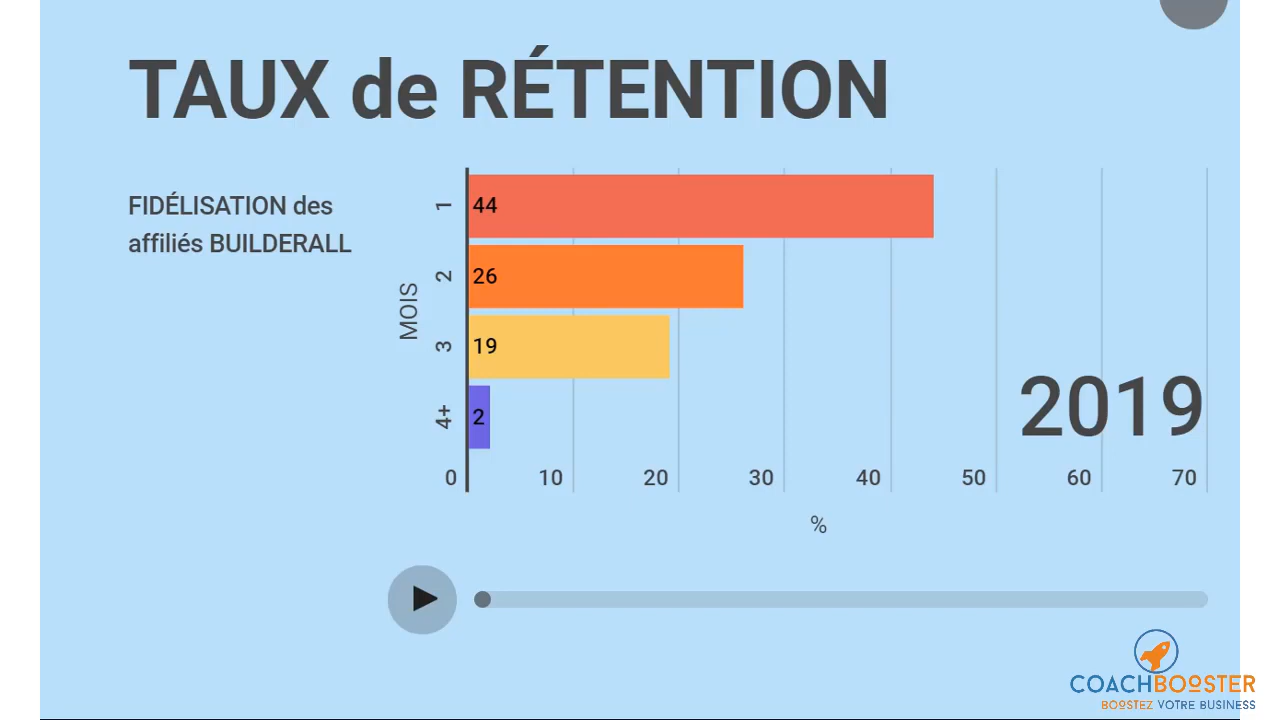 TAUX de RÉTENTION
FIDÉLISATION des
affiliés BUILDERALL
MOIS
1
44
2
26
3
19
4+
2
2019
0 10 20 30 40 50 60 70
%
COACHBOOSTER
BOOSTEZ VOTRE BUSINESS